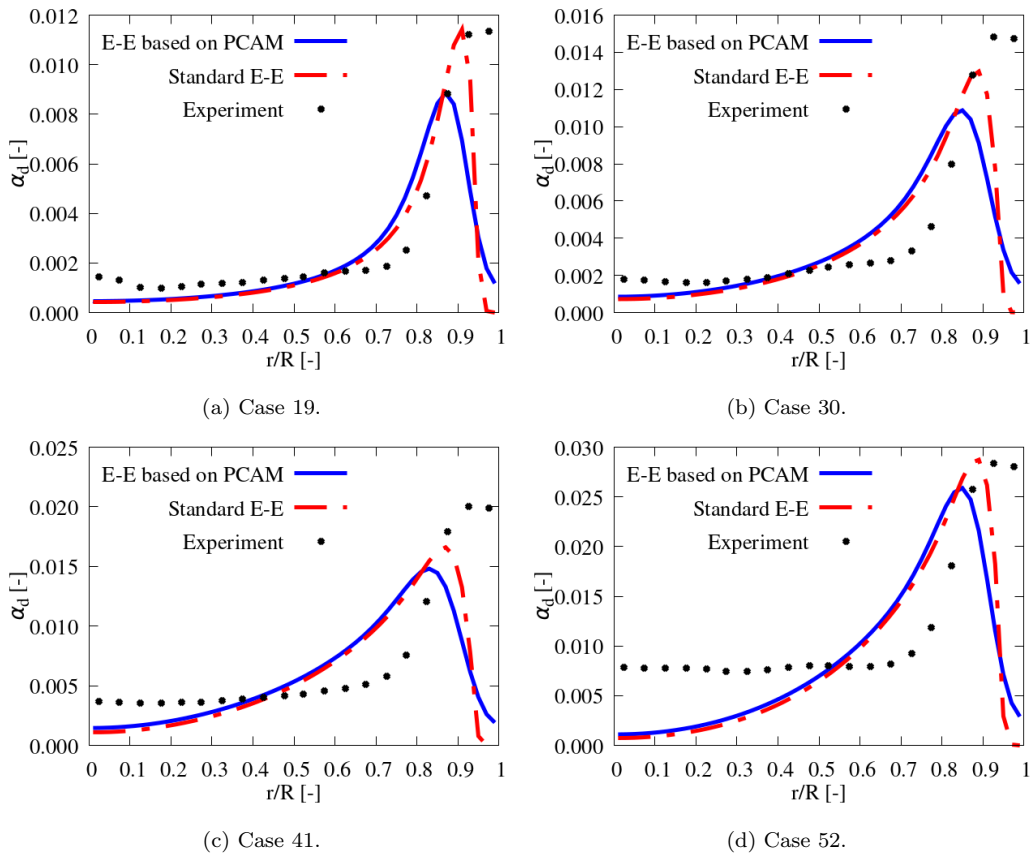 0.012
0.010
0.008
0.006
0.004
0.002
0.000
α_d [-]
E-E based on PCAM
Standard E-E
Experiment
0 0.1 0.2 0.3 0.4 0.5 0.6 0.7 0.8 0.9 1
r/R [-]
(a) Case 19.
0.016
0.014
0.012
0.010
0.008
0.006
0.004
0.002
0.000
α_d [-]
E-E based on PCAM
Standard E-E
Experiment
0 0.1 0.2 0.3 0.4 0.5 0.6 0.7 0.8 0.9 1
r/R [-]
(b) Case 30.
0.025
0.020
0.015
0.010
0.005
0.000
α_d [-]
E-E based on PCAM
Standard E-E
Experiment
0 0.1 0.2 0.3 0.4 0.5 0.6 0.7 0.8 0.9 1
r/R [-]
(c) Case 41.
0.030
0.025
0.020
0.015
0.010
0.005
0.000
α_d [-]
E-E based on PCAM
Standard E-E
Experiment
0 0.1 0.2 0.3 0.4 0.5 0.6 0.7 0.8 0.9 1
r/R [-]
(d) Case 52.